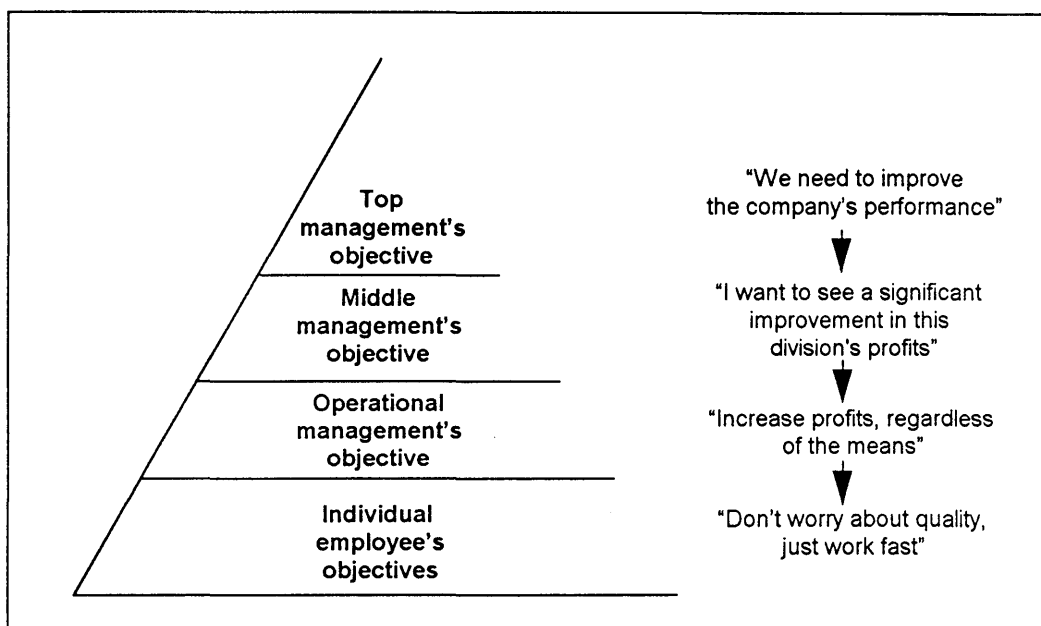 Top
management's
objective
"We need to improve
the company's performance"
Middle
management's
objective
"I want to see a significant
improvement in this
division's profits"
Operational
management's
objective
"Increase profits, regardless
of the means"
Individual
employee's
objectives
"Don't worry about quality,
just work fast"